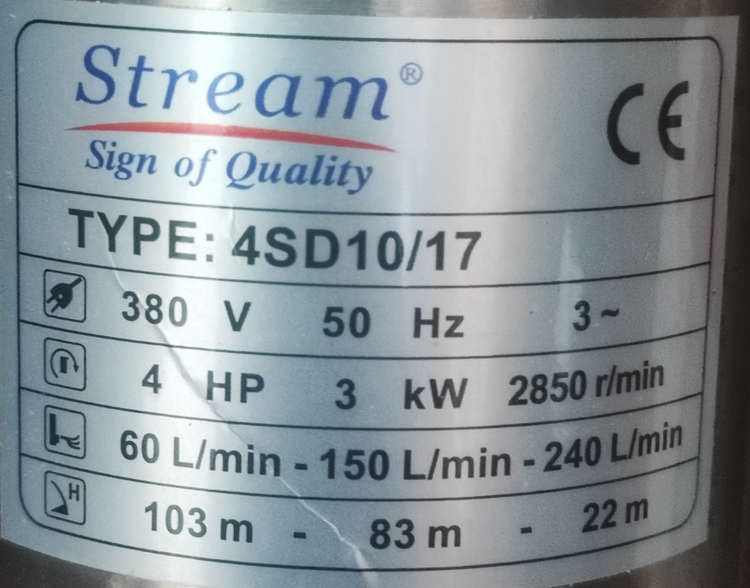 Stream®
CE
Sign of Quality
TYPE: 4SD10/17
380 V 50 Hz 3~
4 HP 3 kW 2850 r/min
60 L/min - 150 L/min - 240 L/min
H 103 m - 83 m - 22 m